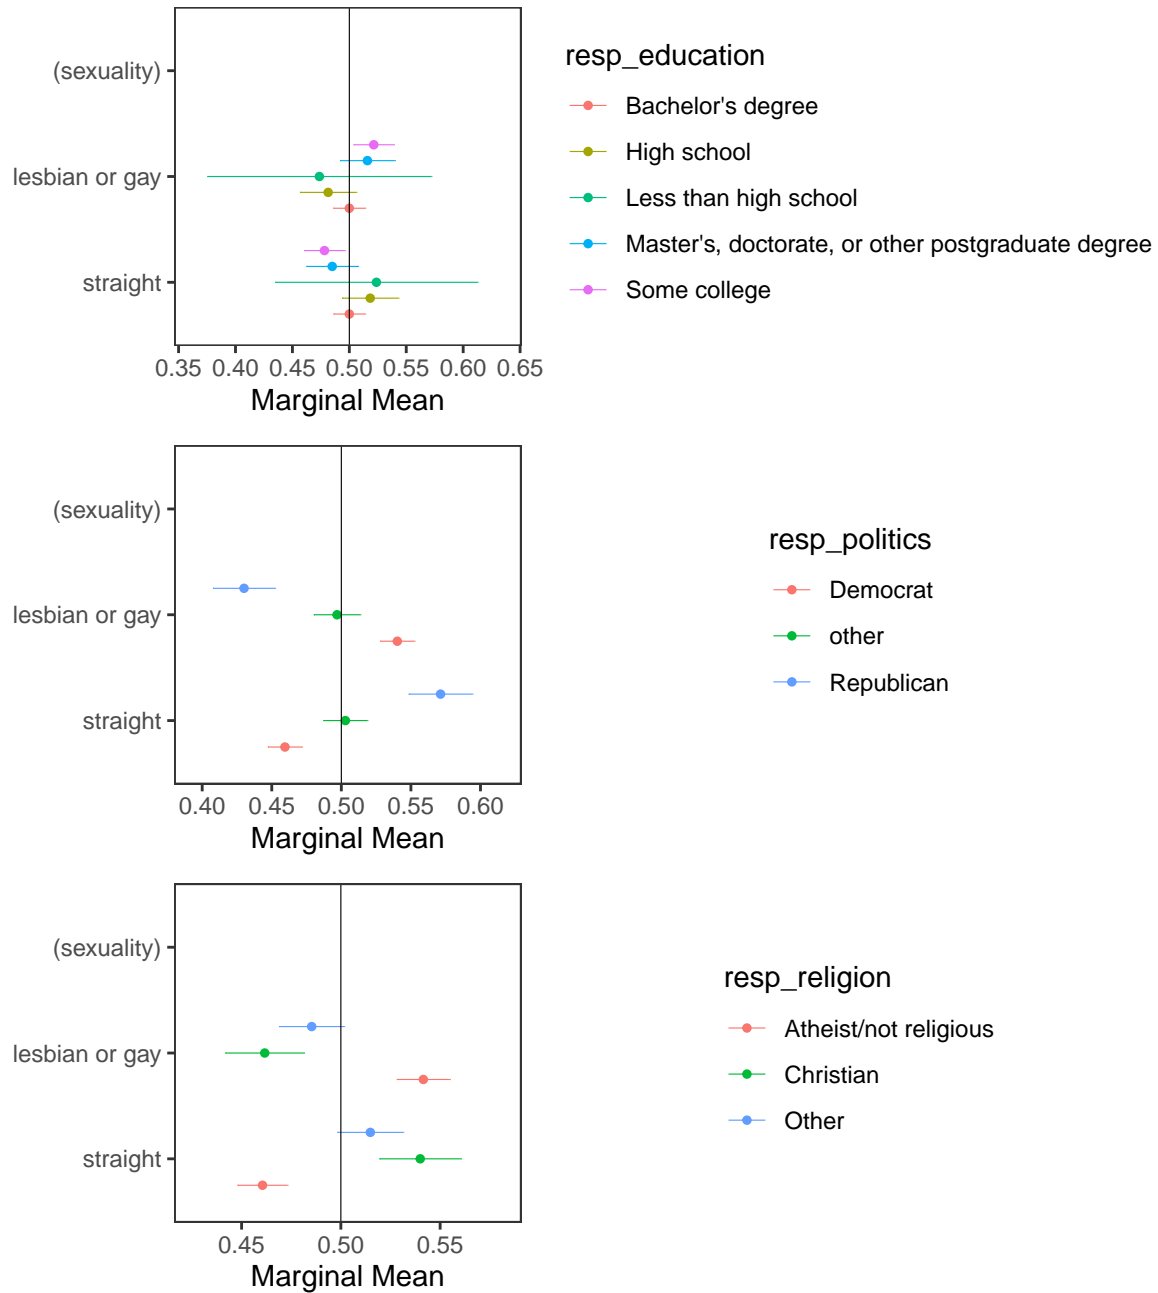 (sexuality)
lesbian or gay
straight
0.35 0.40 0.45 0.50 0.55 0.60 0.65
Marginal Mean
resp_education
Bachelor's degree
High school
Less than high school
Master's, doctorate, or other postgraduate degree
Some college
(sexuality)
lesbian or gay
straight
0.40 0.45 0.50 0.55 0.60
Marginal Mean
resp_politics
Democrat
other
Republican
(sexuality)
lesbian or gay
straight
0.45 0.50 0.55
Marginal Mean
resp_religion
Atheist/not religious
Christian
Other